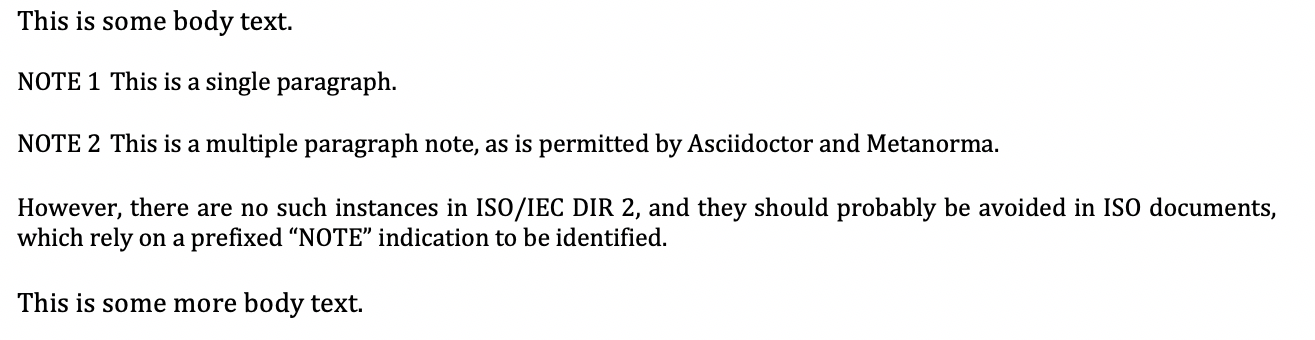 This is some body text.
NOTE 1 This is a single paragraph.
NOTE 2 This is a multiple paragraph note, as is permitted by Asciidoctor and Metanorma.
However, there are no such instances in ISO/IEC DIR 2, and they should probably be avoided in ISO documents,
which rely on a prefixed “NOTE” indication to be identified.
This is some more body text.